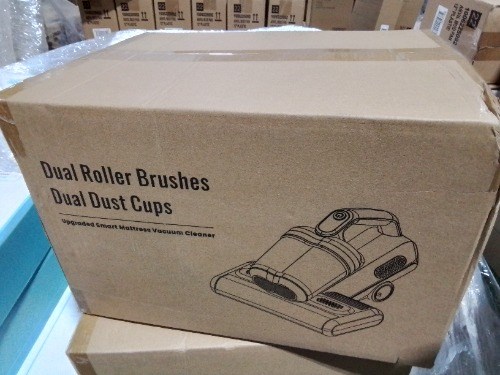 Dual Roller Brushes
Dual Dust Cups
Upgraded Smart Mattress Vacuum Cleaner